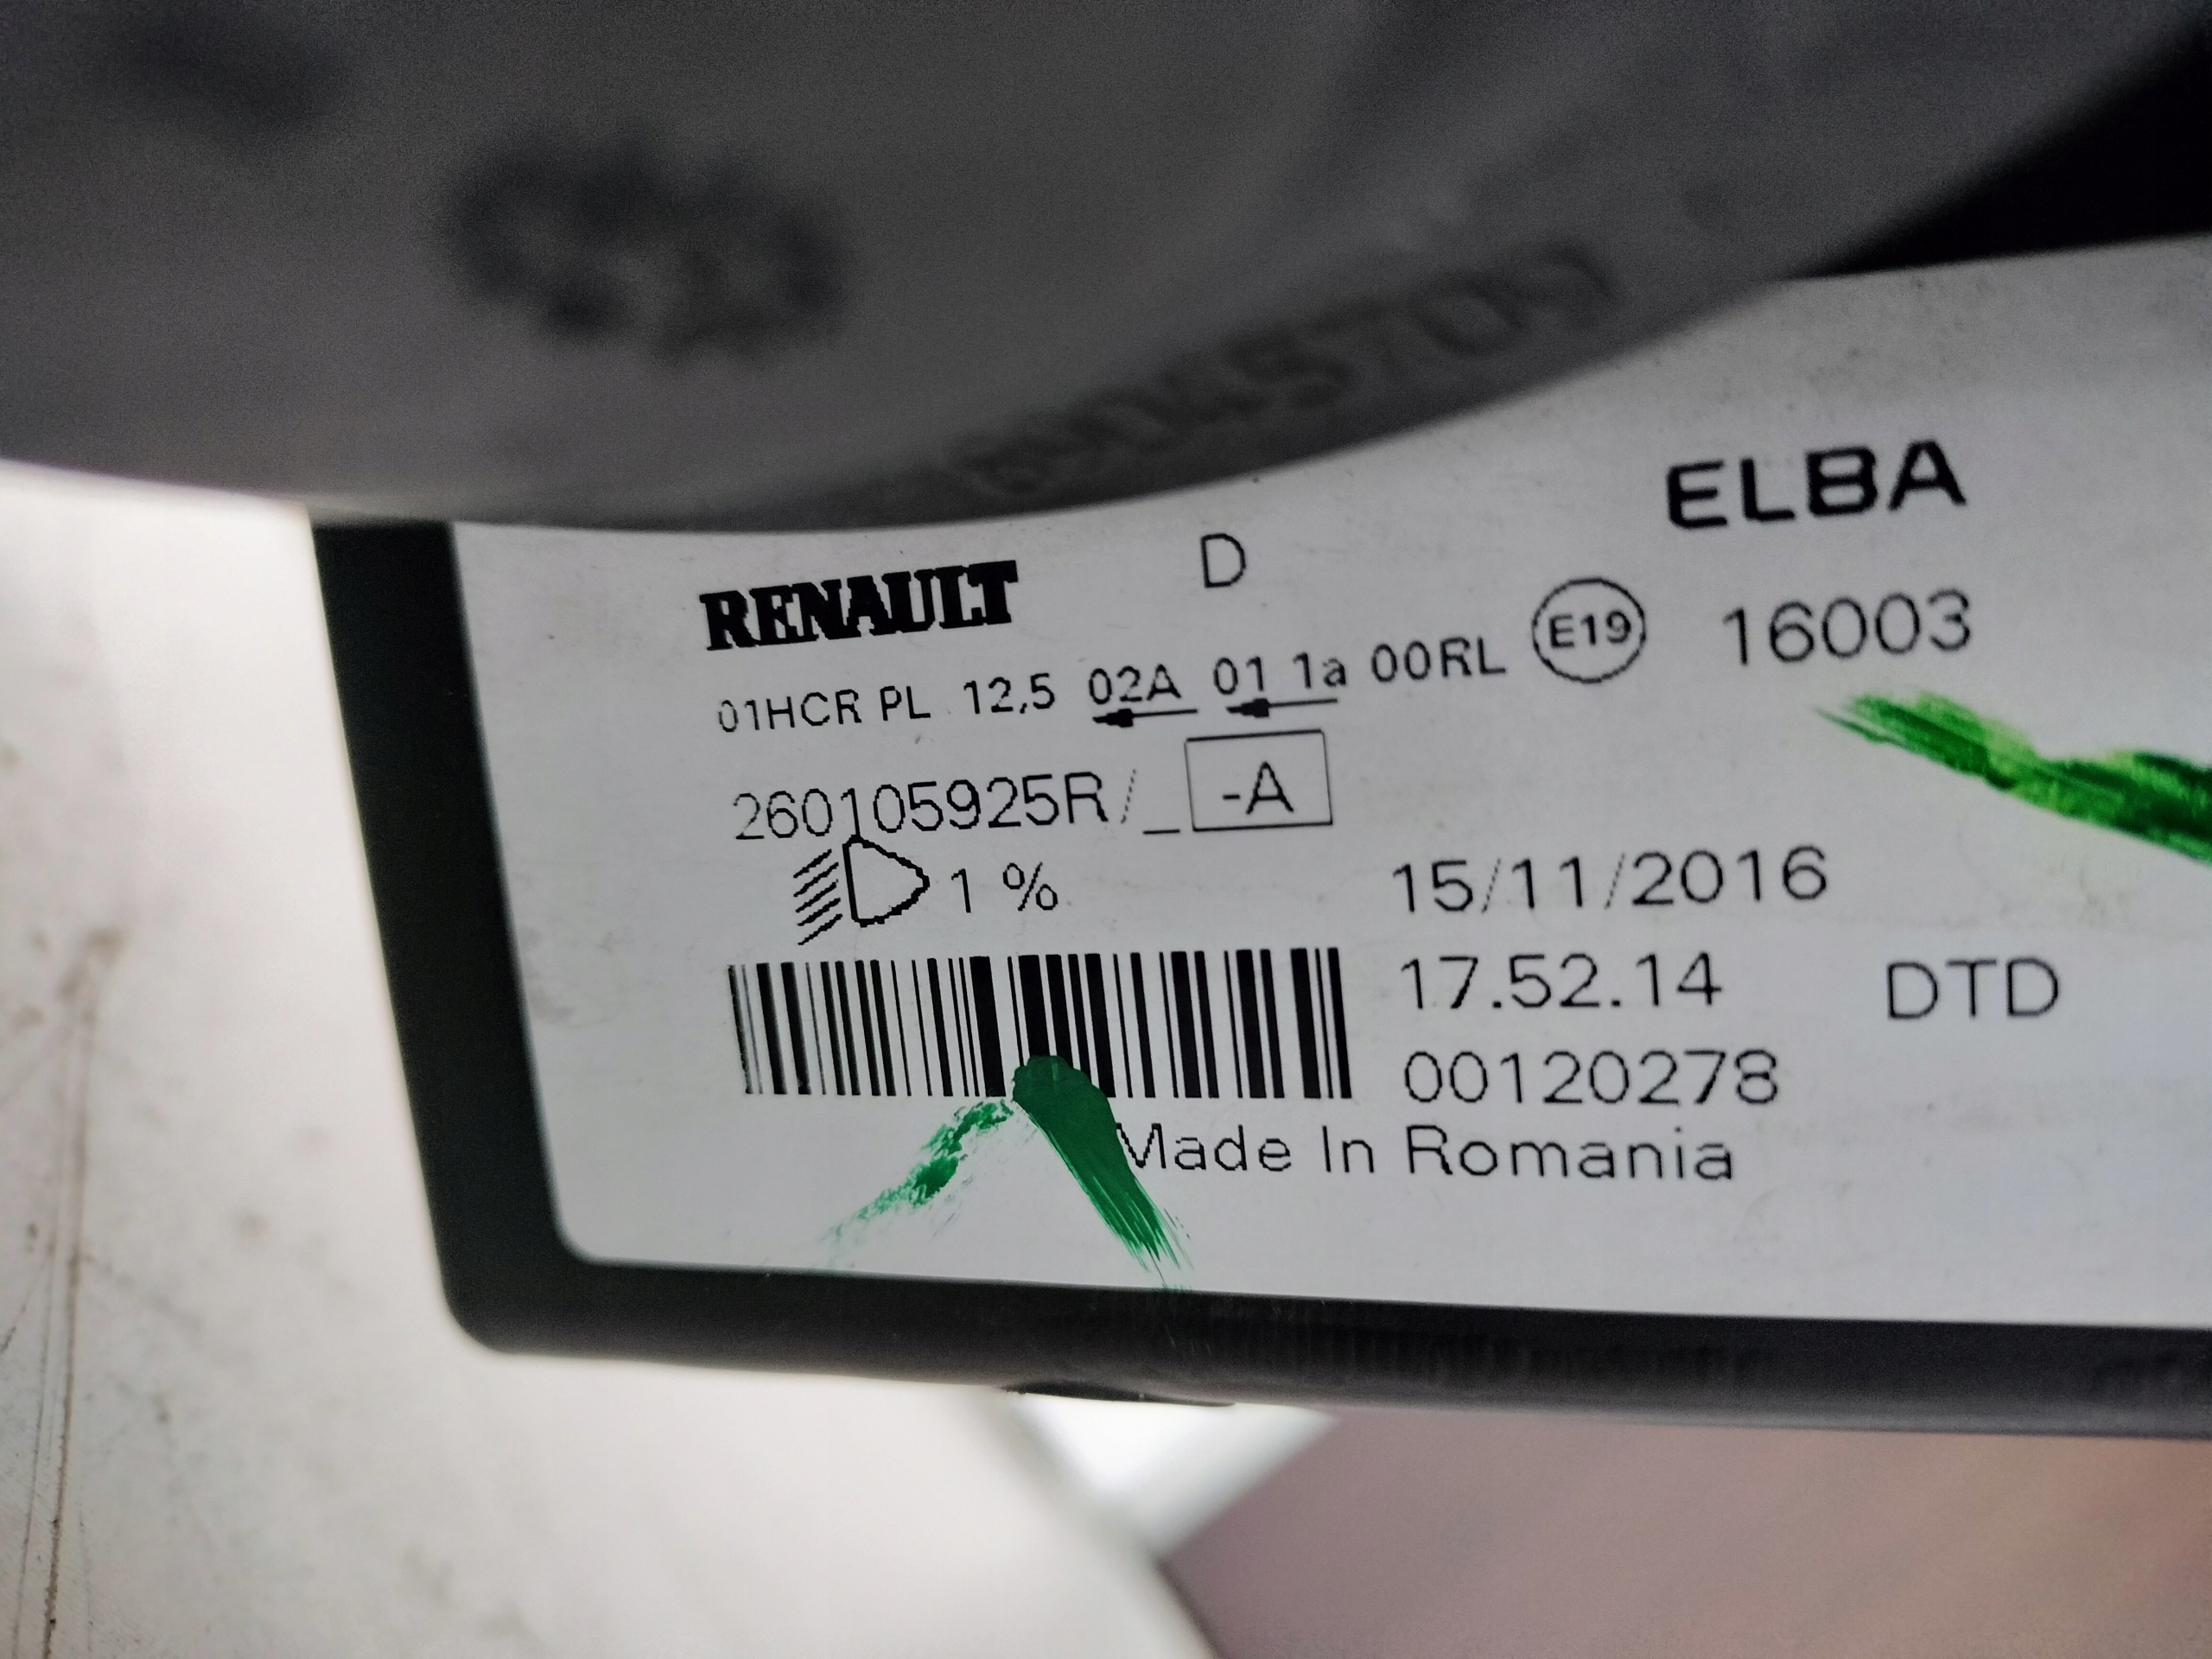 ELBA
RENAULT D
01HCR PL 12,5 02A 01 1a 00RL E19 16003
260105925R/_ -A
1 % 15/11/2016
17.52.14 DTD
00120278
Made In Romania